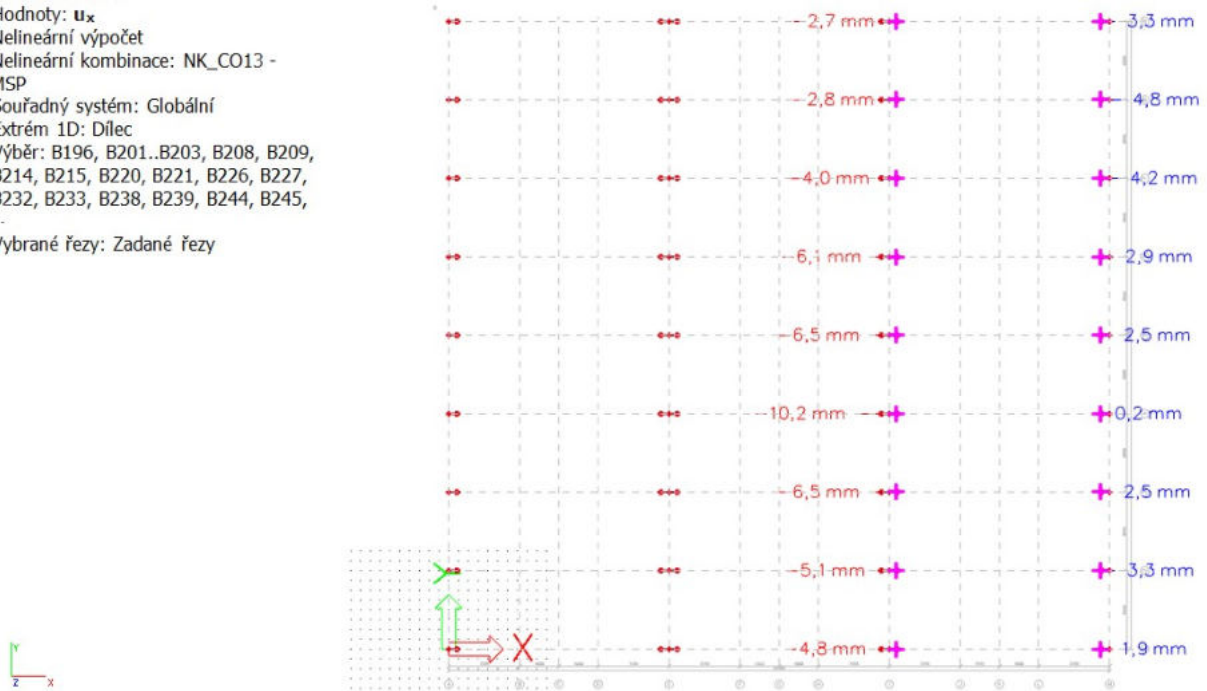 Hodnoty: ux
Nelineární výpočet
Nelineární kombinace: NK_CO13 -
MSP
Souřadný systém: Globální
Extrém 1D: Dílec
Výběr: B196, B201..B203, B208, B209,
B214, B215, B220, B221, B226, B227,
B232, B233, B238, B239, B244, B245,
Vybrané řezy: Zadané řezy
-2,7 mm 3,3 mm
-2,8 mm 4,8 mm
-4,0 mm 4,2 mm
-6,1 mm 2,9 mm
-6,5 mm 2,5 mm
-10,2 mm 0,2 mm
-6,5 mm 2,5 mm
-5,1 mm 3,3 mm
Y
X
-4,8 mm 1,9 mm
Y
Z X